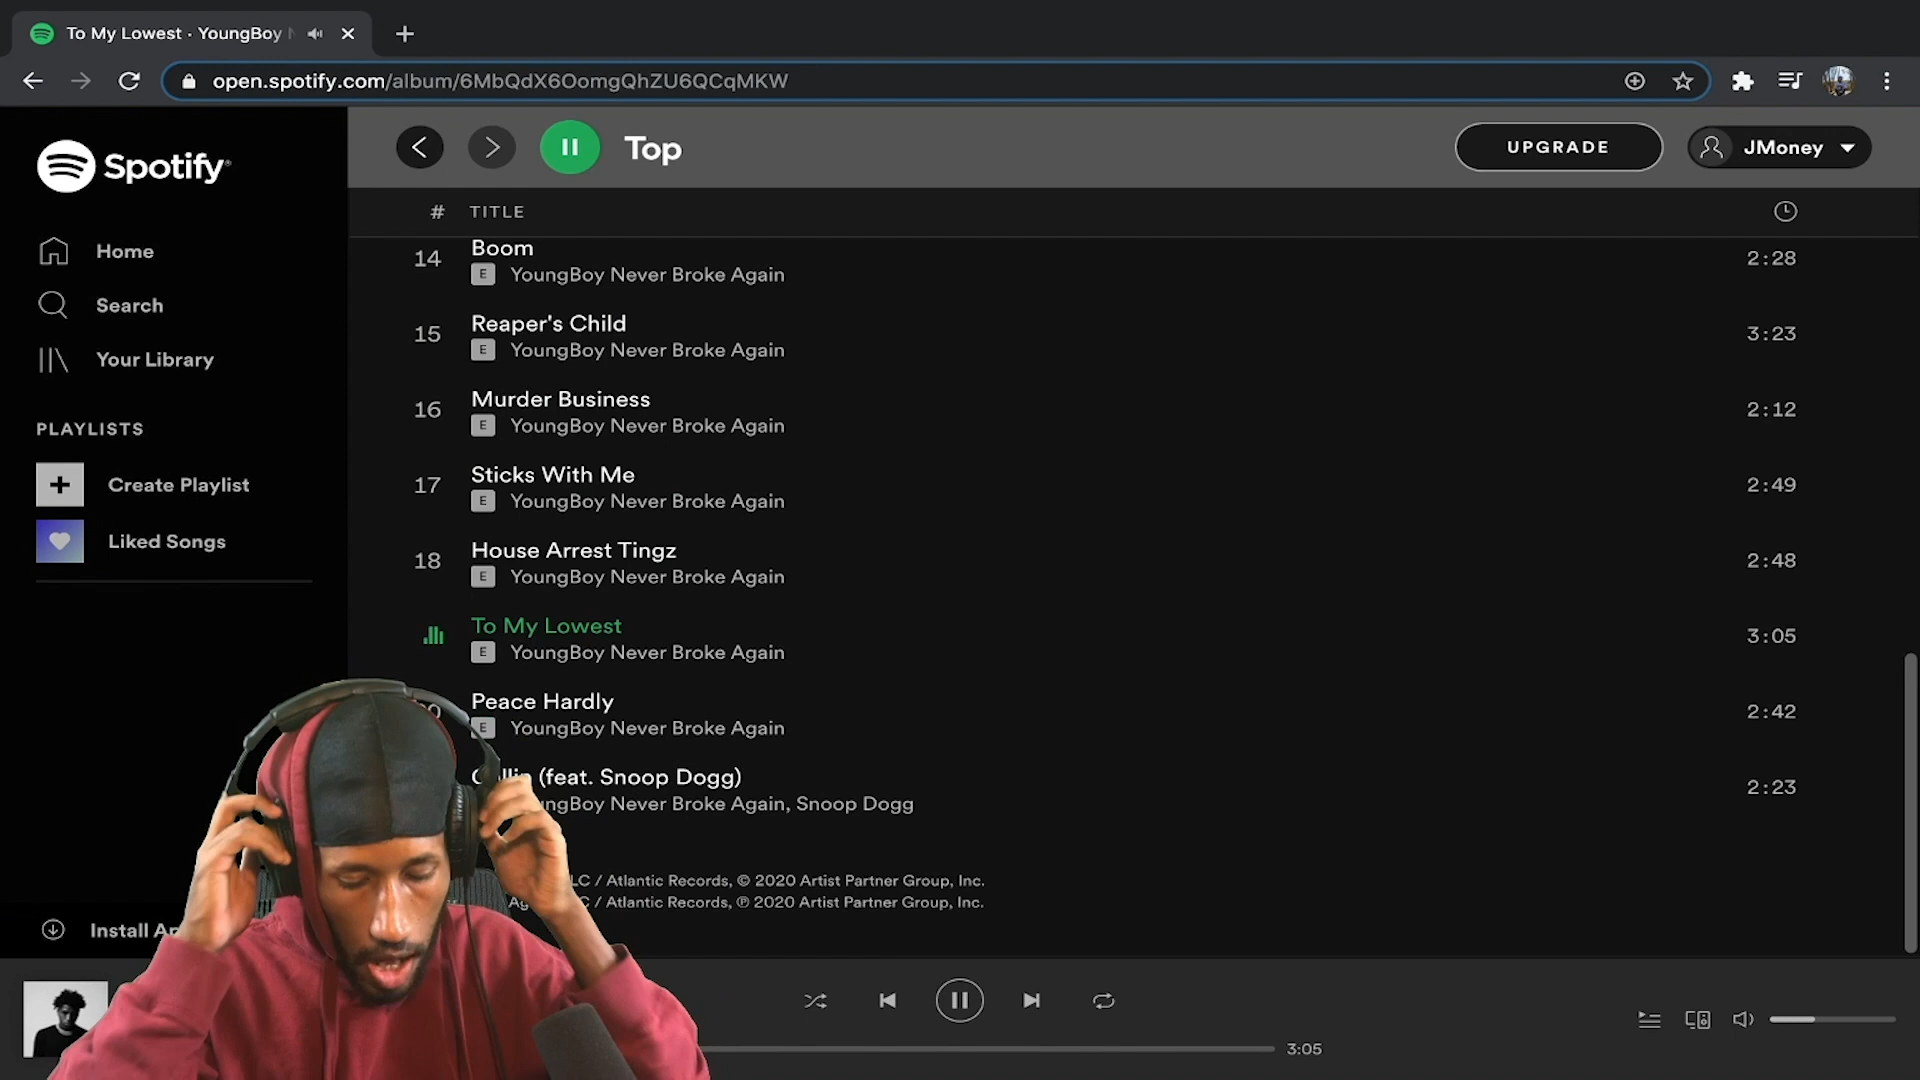 To My Lowest · YoungBoy N
open.spotify.com/album/6MbQdX6OomgQhZU6QCqMKW
Spotify
Top
UPGRADE
JMoney
Home
Search
Your Library
PLAYLISTS
Create Playlist
Liked Songs
Install
# TITLE
14 Boom 2:28
E YoungBoy Never Broke Again
15 Reaper's Child 3:23
E YoungBoy Never Broke Again
16 Murder Business 2:12
E YoungBoy Never Broke Again
17 Sticks With Me 2:49
E YoungBoy Never Broke Again
18 House Arrest Tingz 2:48
E YoungBoy Never Broke Again
To My Lowest 3:05
E YoungBoy Never Broke Again
Peace Hardly 2:42
E YoungBoy Never Broke Again
(feat. Snoop Dogg) 2:23
Never Broke Again, Snoop Dogg
LC / Atlantic Records, © 2020 Artist Partner Group, Inc.
/ Atlantic Records, ℗ 2020 Artist Partner Group, Inc.
3:05